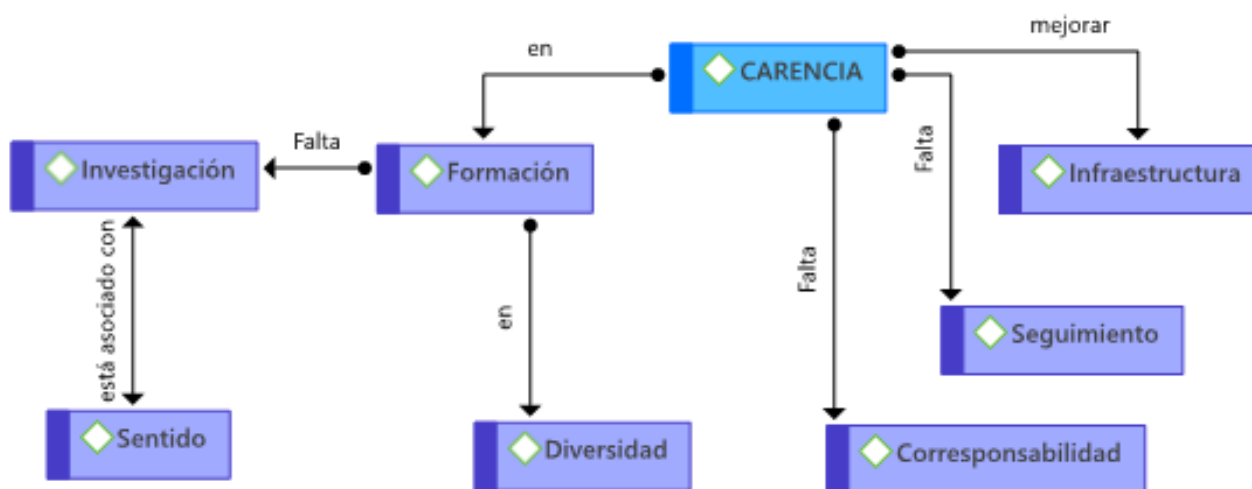 mejorar
en
CARENCIA
Falta
Investigación
Formación
Falta
Infraestructura
está asociado con
en
Falta
Seguimiento
Sentido
Diversidad
Corresponsabilidad